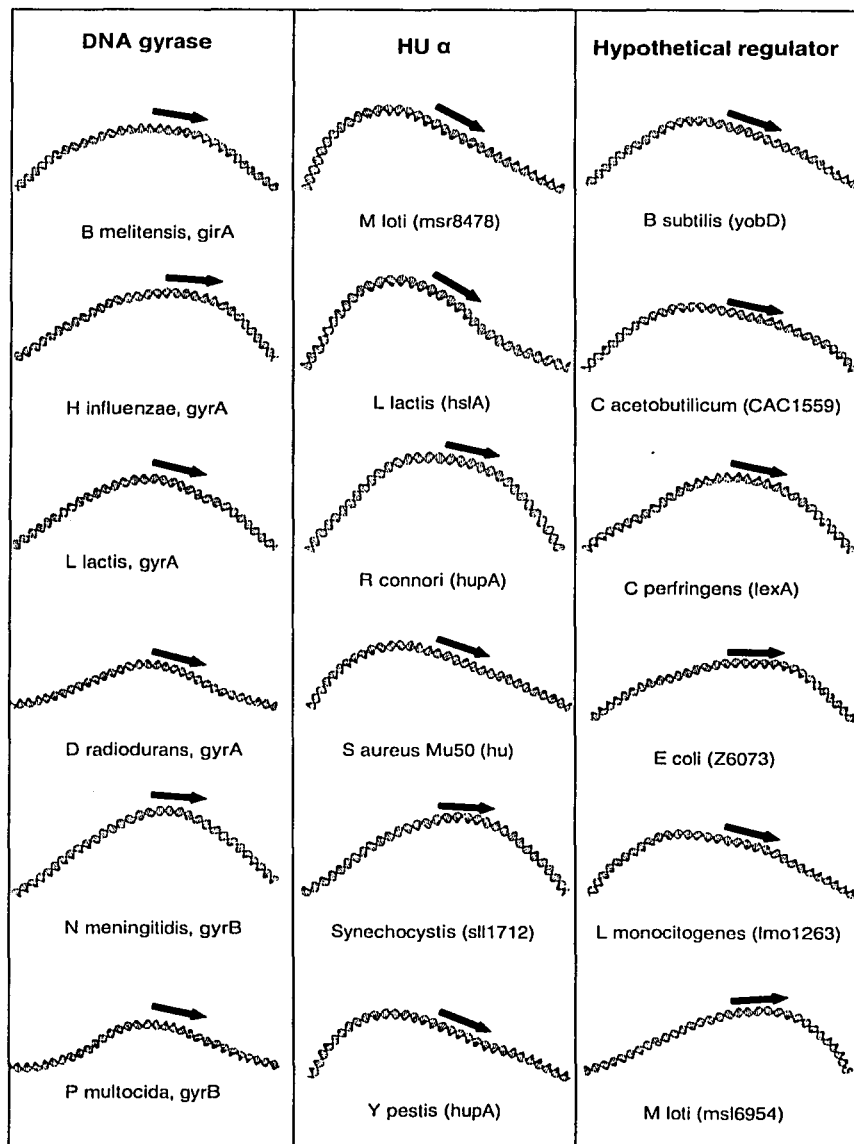 DNA gyrase
B melitensis, girA
H influenzae, gyrA
L lactis, gyrA
D radiodurans, gyrA
N meningitidis, gyrB
P multocida, gyrB
HU α
M loti (msr8478)
L lactis (hslA)
R connori (hupA)
S aureus Mu50 (hu)
Synechocystis (sll1712)
Y pestis (hupA)
Hypothetical regulator
B subtilis (yobD)
C acetobutilicum (CAC1559)
C perfringens (lexA)
E coli (Z6073)
L monocitogenes (lmo1263)
M loti (msl6954)